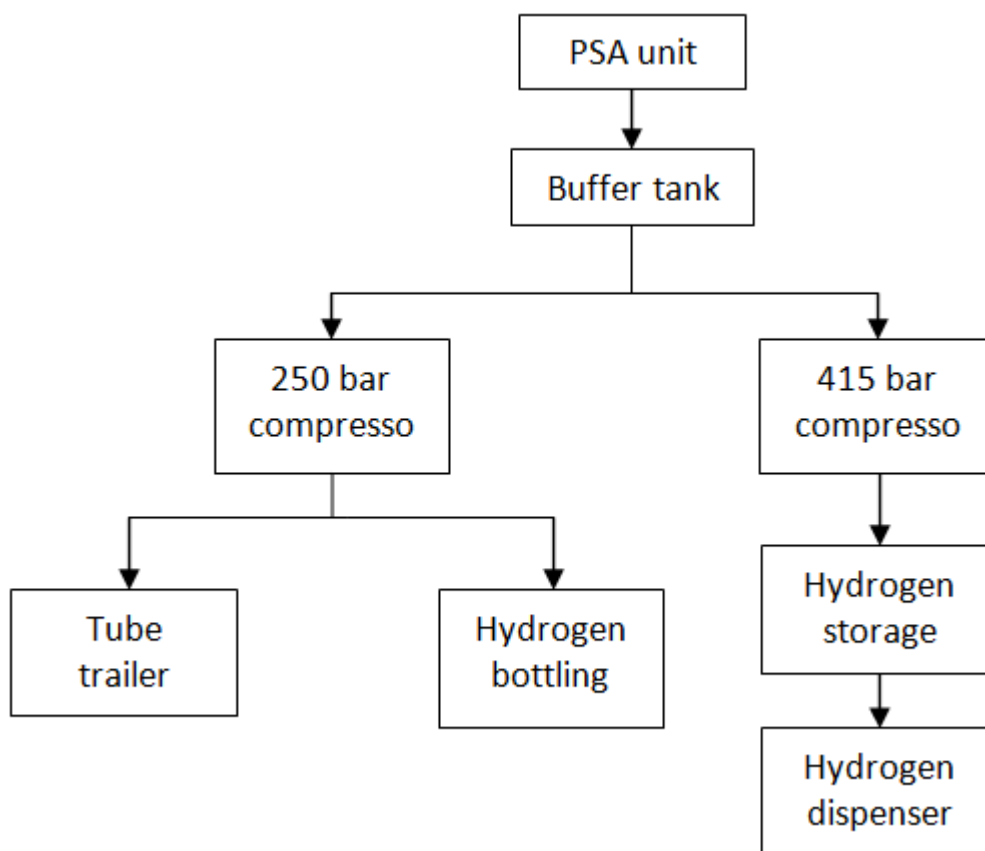 PSA unit
Buffer tank
250 bar
compresso
415 bar
compresso
Tube
trailer
Hydrogen
bottling
Hydrogen
storage
Hydrogen
dispenser